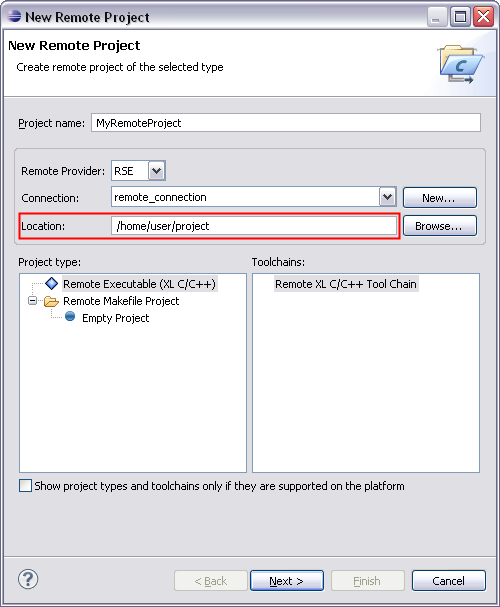 New Remote Project
New Remote Project
Create remote project of the selected type
C
Project name: MyRemoteProject
Remote Provider: RSE
Connection: remote_connection New...
Location: /home/user/project Browse...
Project type: Toolchains:
Remote Executable (XL C/C++) Remote XL C/C++ Tool Chain
Remote Makefile Project
Empty Project
Show project types and toolchains only if they are supported on the platform
? < Back Next > Finish Cancel